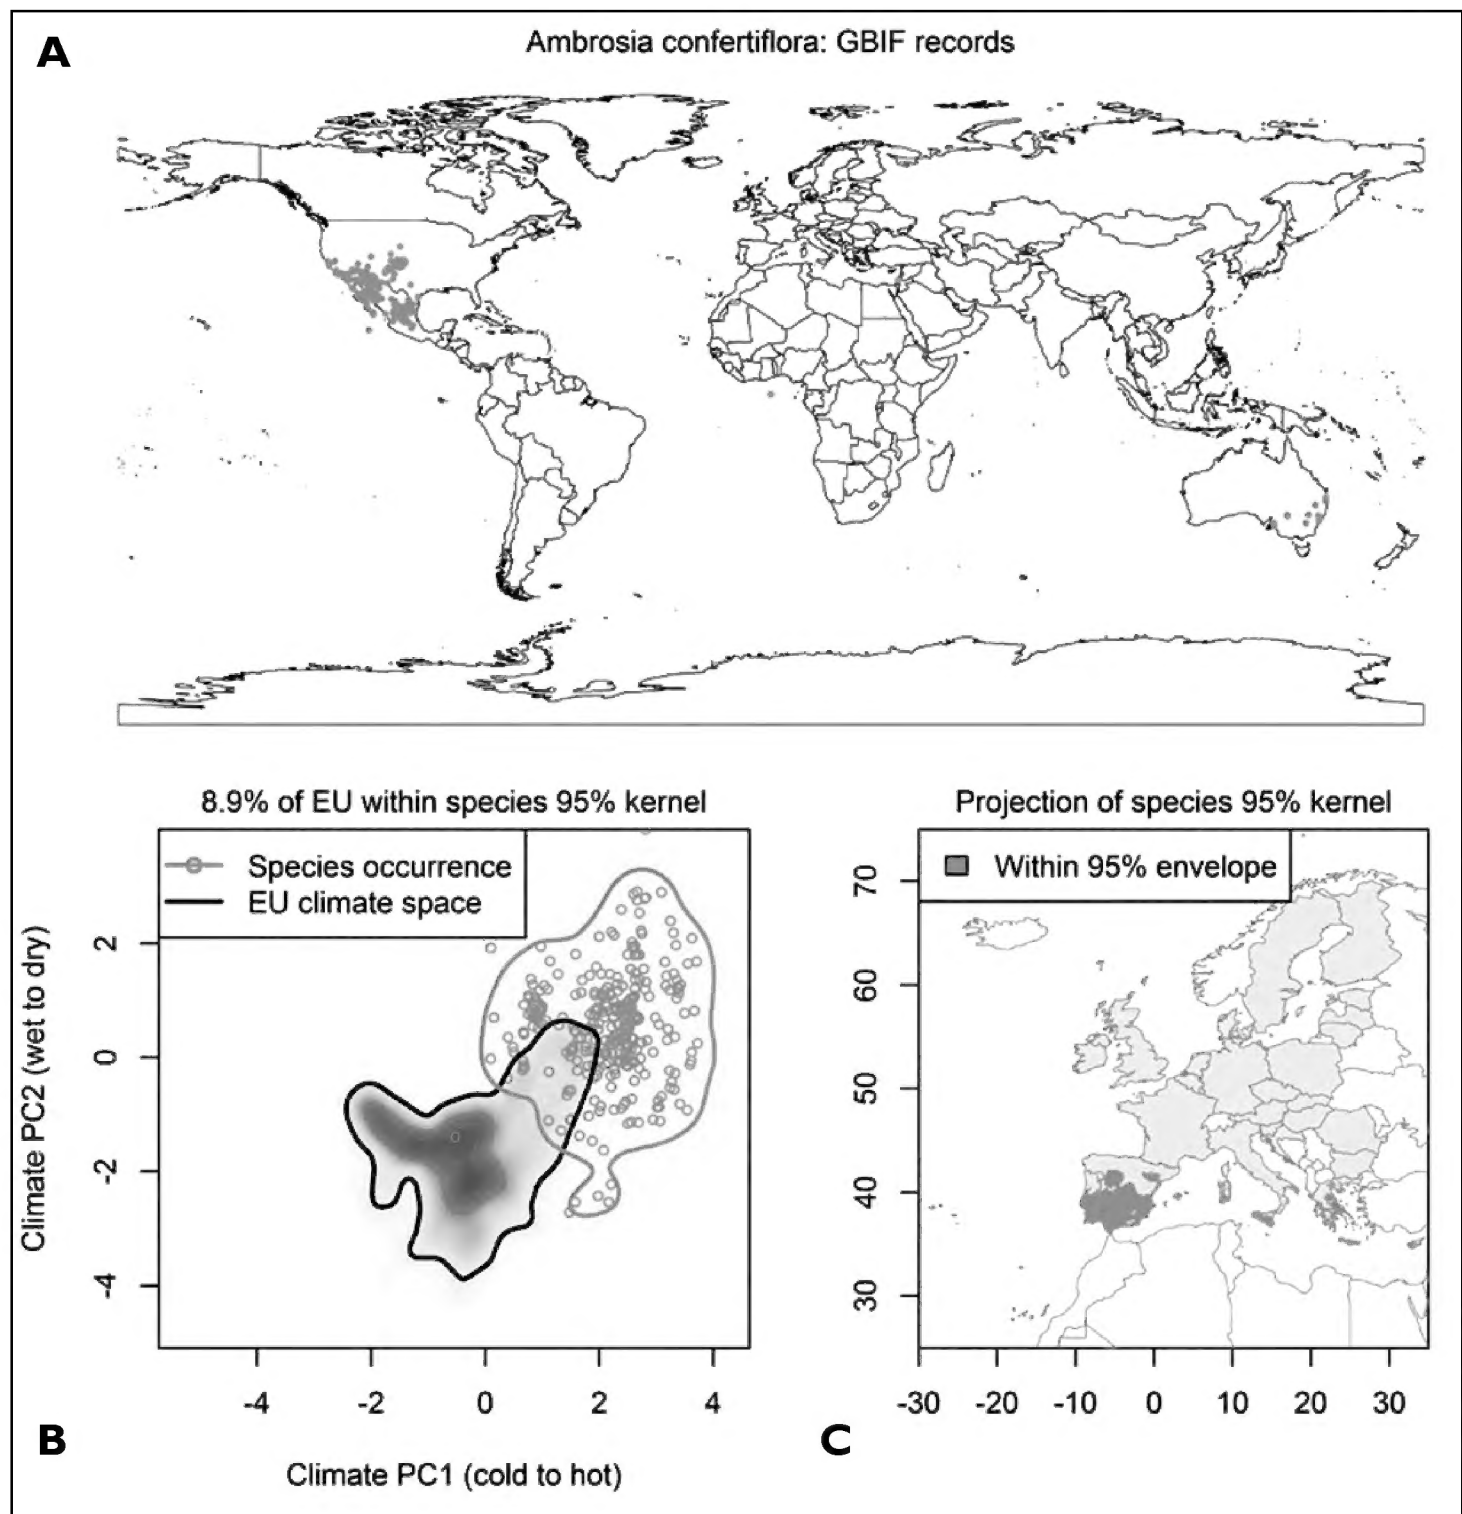 A
Ambrosia confertiflora: GBIF records
8.9% of EU within species 95% kernel
Species occurrence
EU climate space
Climate PC2 (wet to dry)
2
0
-2
-4
-4
-2
0
2
4
B
Climate PC1 (cold to hot)
Projection of species 95% kernel
Within 95% envelope
70
60
50
40
30
-30
-20
-10
0
10
20
30
C